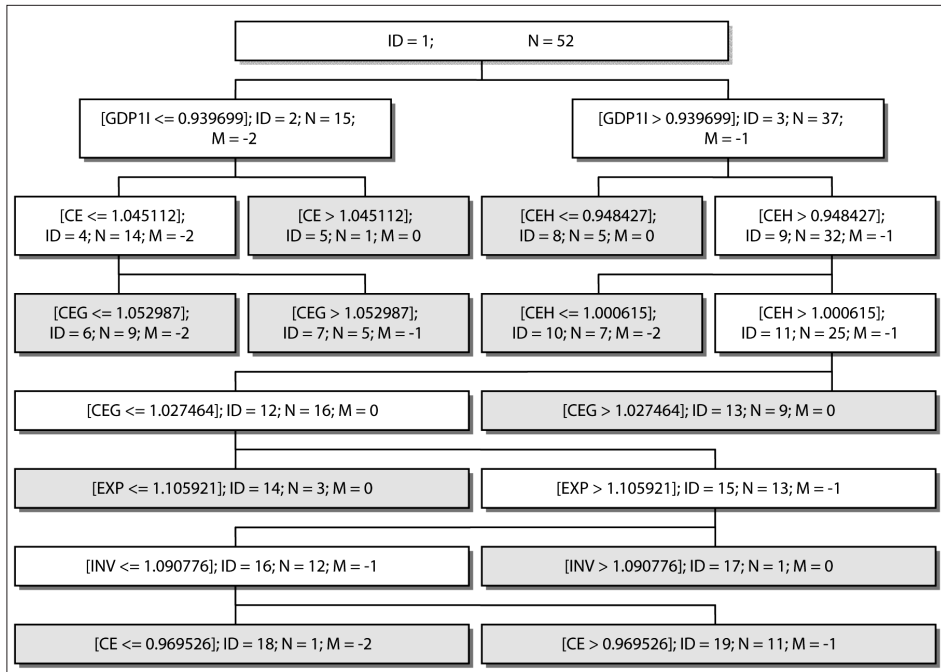 ID = 1; N = 52
[GDP1I <= 0.939699]; ID = 2; N = 15;
M = -2
[GDP1I > 0.939699]; ID = 3; N = 37;
M = -1
[CE <= 1.045112];
ID = 4; N = 14; M = -2
[CE > 1.045112];
ID = 5; N = 1; M = 0
[CEH <= 0.948427];
ID = 8; N = 5; M = 0
[CEH > 0.948427];
ID = 9; N = 32; M = -1
[CEG <= 1.052987];
ID = 6; N = 9; M = -2
[CEG > 1.052987];
ID = 7; N = 5; M = -1
[CEH <= 1.000615];
ID = 10; N = 7; M = -2
[CEH > 1.000615];
ID = 11; N = 25; M = -1
[CEG <= 1.027464]; ID = 12; N = 16; M = 0
[CEG > 1.027464]; ID = 13; N = 9; M = 0
[EXP <= 1.105921]; ID = 14; N = 3; M = 0
[EXP > 1.105921]; ID = 15; N = 13; M = -1
[INV <= 1.090776]; ID = 16; N = 12; M = -1
[INV > 1.090776]; ID = 17; N = 1; M = 0
[CE <= 0.969526]; ID = 18; N = 1; M = -2
[CE > 0.969526]; ID = 19; N = 11; M = -1